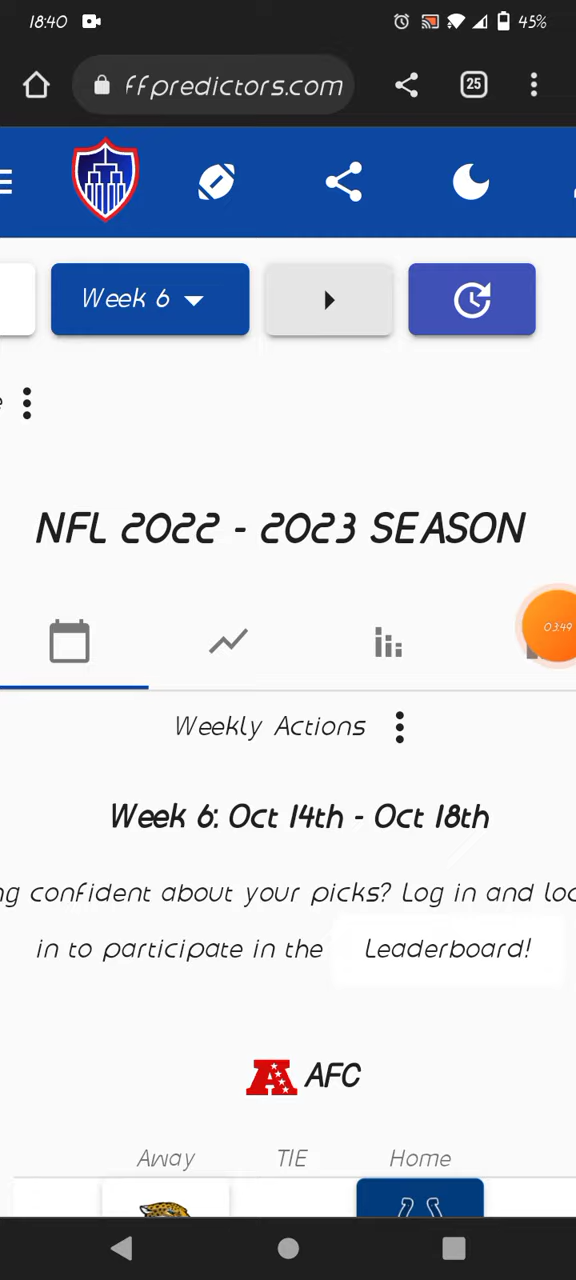 18:40
45%
ffpredictors.com
25
Week 6
NFL 2022 - 2023 SEASON
03:49
Weekly Actions
Week 6: Oct 14th - Oct 18th
confident about your picks? Log in and
in to participate in the Leaderboard!
AFC
Away TIE Home